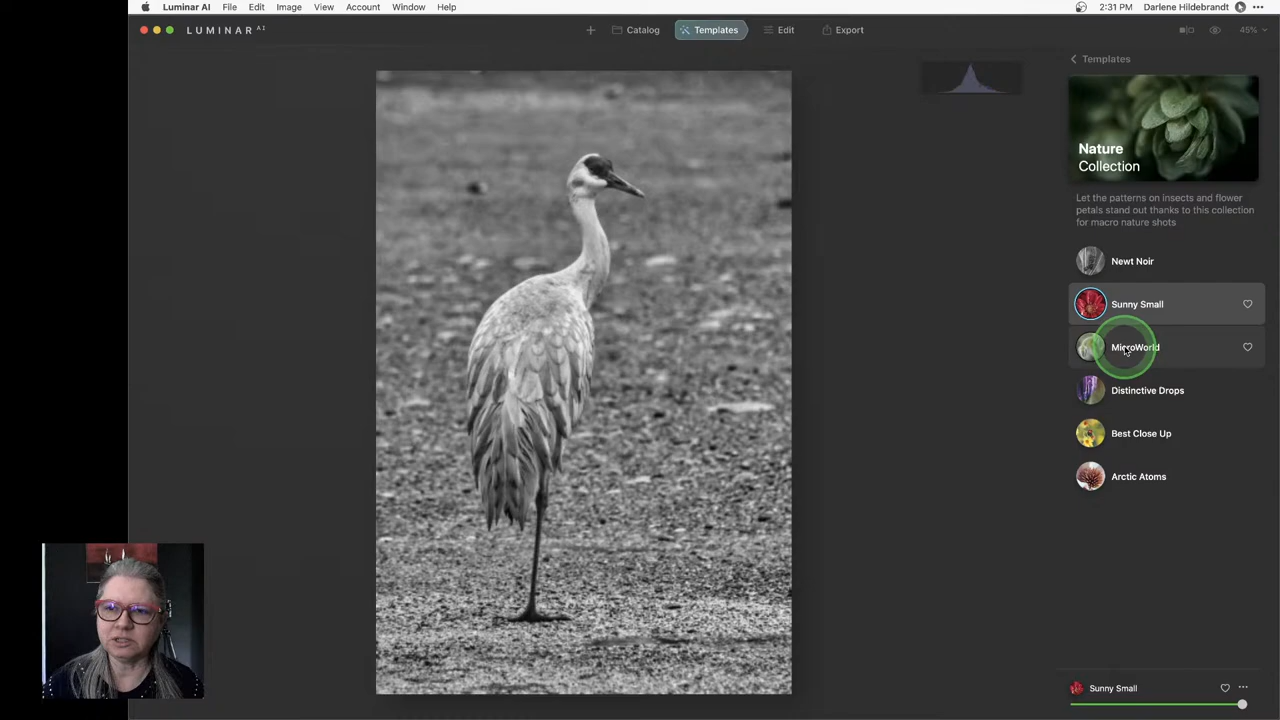 Luminar AI File Edit Image View Account Window Help 2:31 PM Darlene Hildebrandt
LUMINAR AI Catalog Templates Edit Export 45%
Templates
Nature
Collection
Let the patterns on insects and flower
petals stand out thanks to this collection
for macro nature shots
Newt Noir
Sunny Small
MicroWorld
Distinctive Drops
Best Close Up
Arctic Atoms
Sunny Small